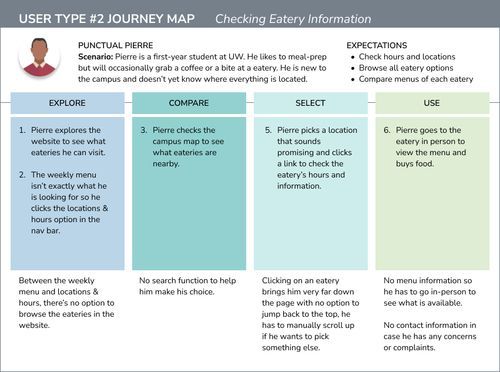 USER TYPE #2 JOURNEY MAP Checking Eatery Information
PUNCTUAL PIERRE
Scenario: Pierre is a first-year student at UW. He likes to meal-prep
but will occasionally grab a coffee or a bite at a eatery. He is new to
the campus and doesn't yet know where everything is located.
EXPECTATIONS
• Check hours and locations
• Browse all eatery options
• Compare menus of each eatery
EXPLORE
COMPARE
SELECT
USE
1. Pierre explores the
website to see what
eateries he can visit.
2. The weekly menu
isn't exactly what he
is looking for so he
clicks the locations &
hours option in the
nav bar.
3. Pierre checks the
campus map to see
what eateries are
nearby.
5. Pierre picks a location
that sounds
promising and clicks
a link to check the
eatery's hours and
information.
6. Pierre goes to the
eatery in person to
view the menu and
buys food.
Between the weekly
menu and locations &
hours, there's no option to
browse the eateries in the
website.
No search function to help
him make his choice.
Clicking on an eatery
brings him very far down
the page with no option to
jump back to the top, he
has to manually scroll up
if he wants to pick
something else.
No menu information so
he has to go in-person to
see what is available.
No contact information in
case he has any concerns
or complaints.